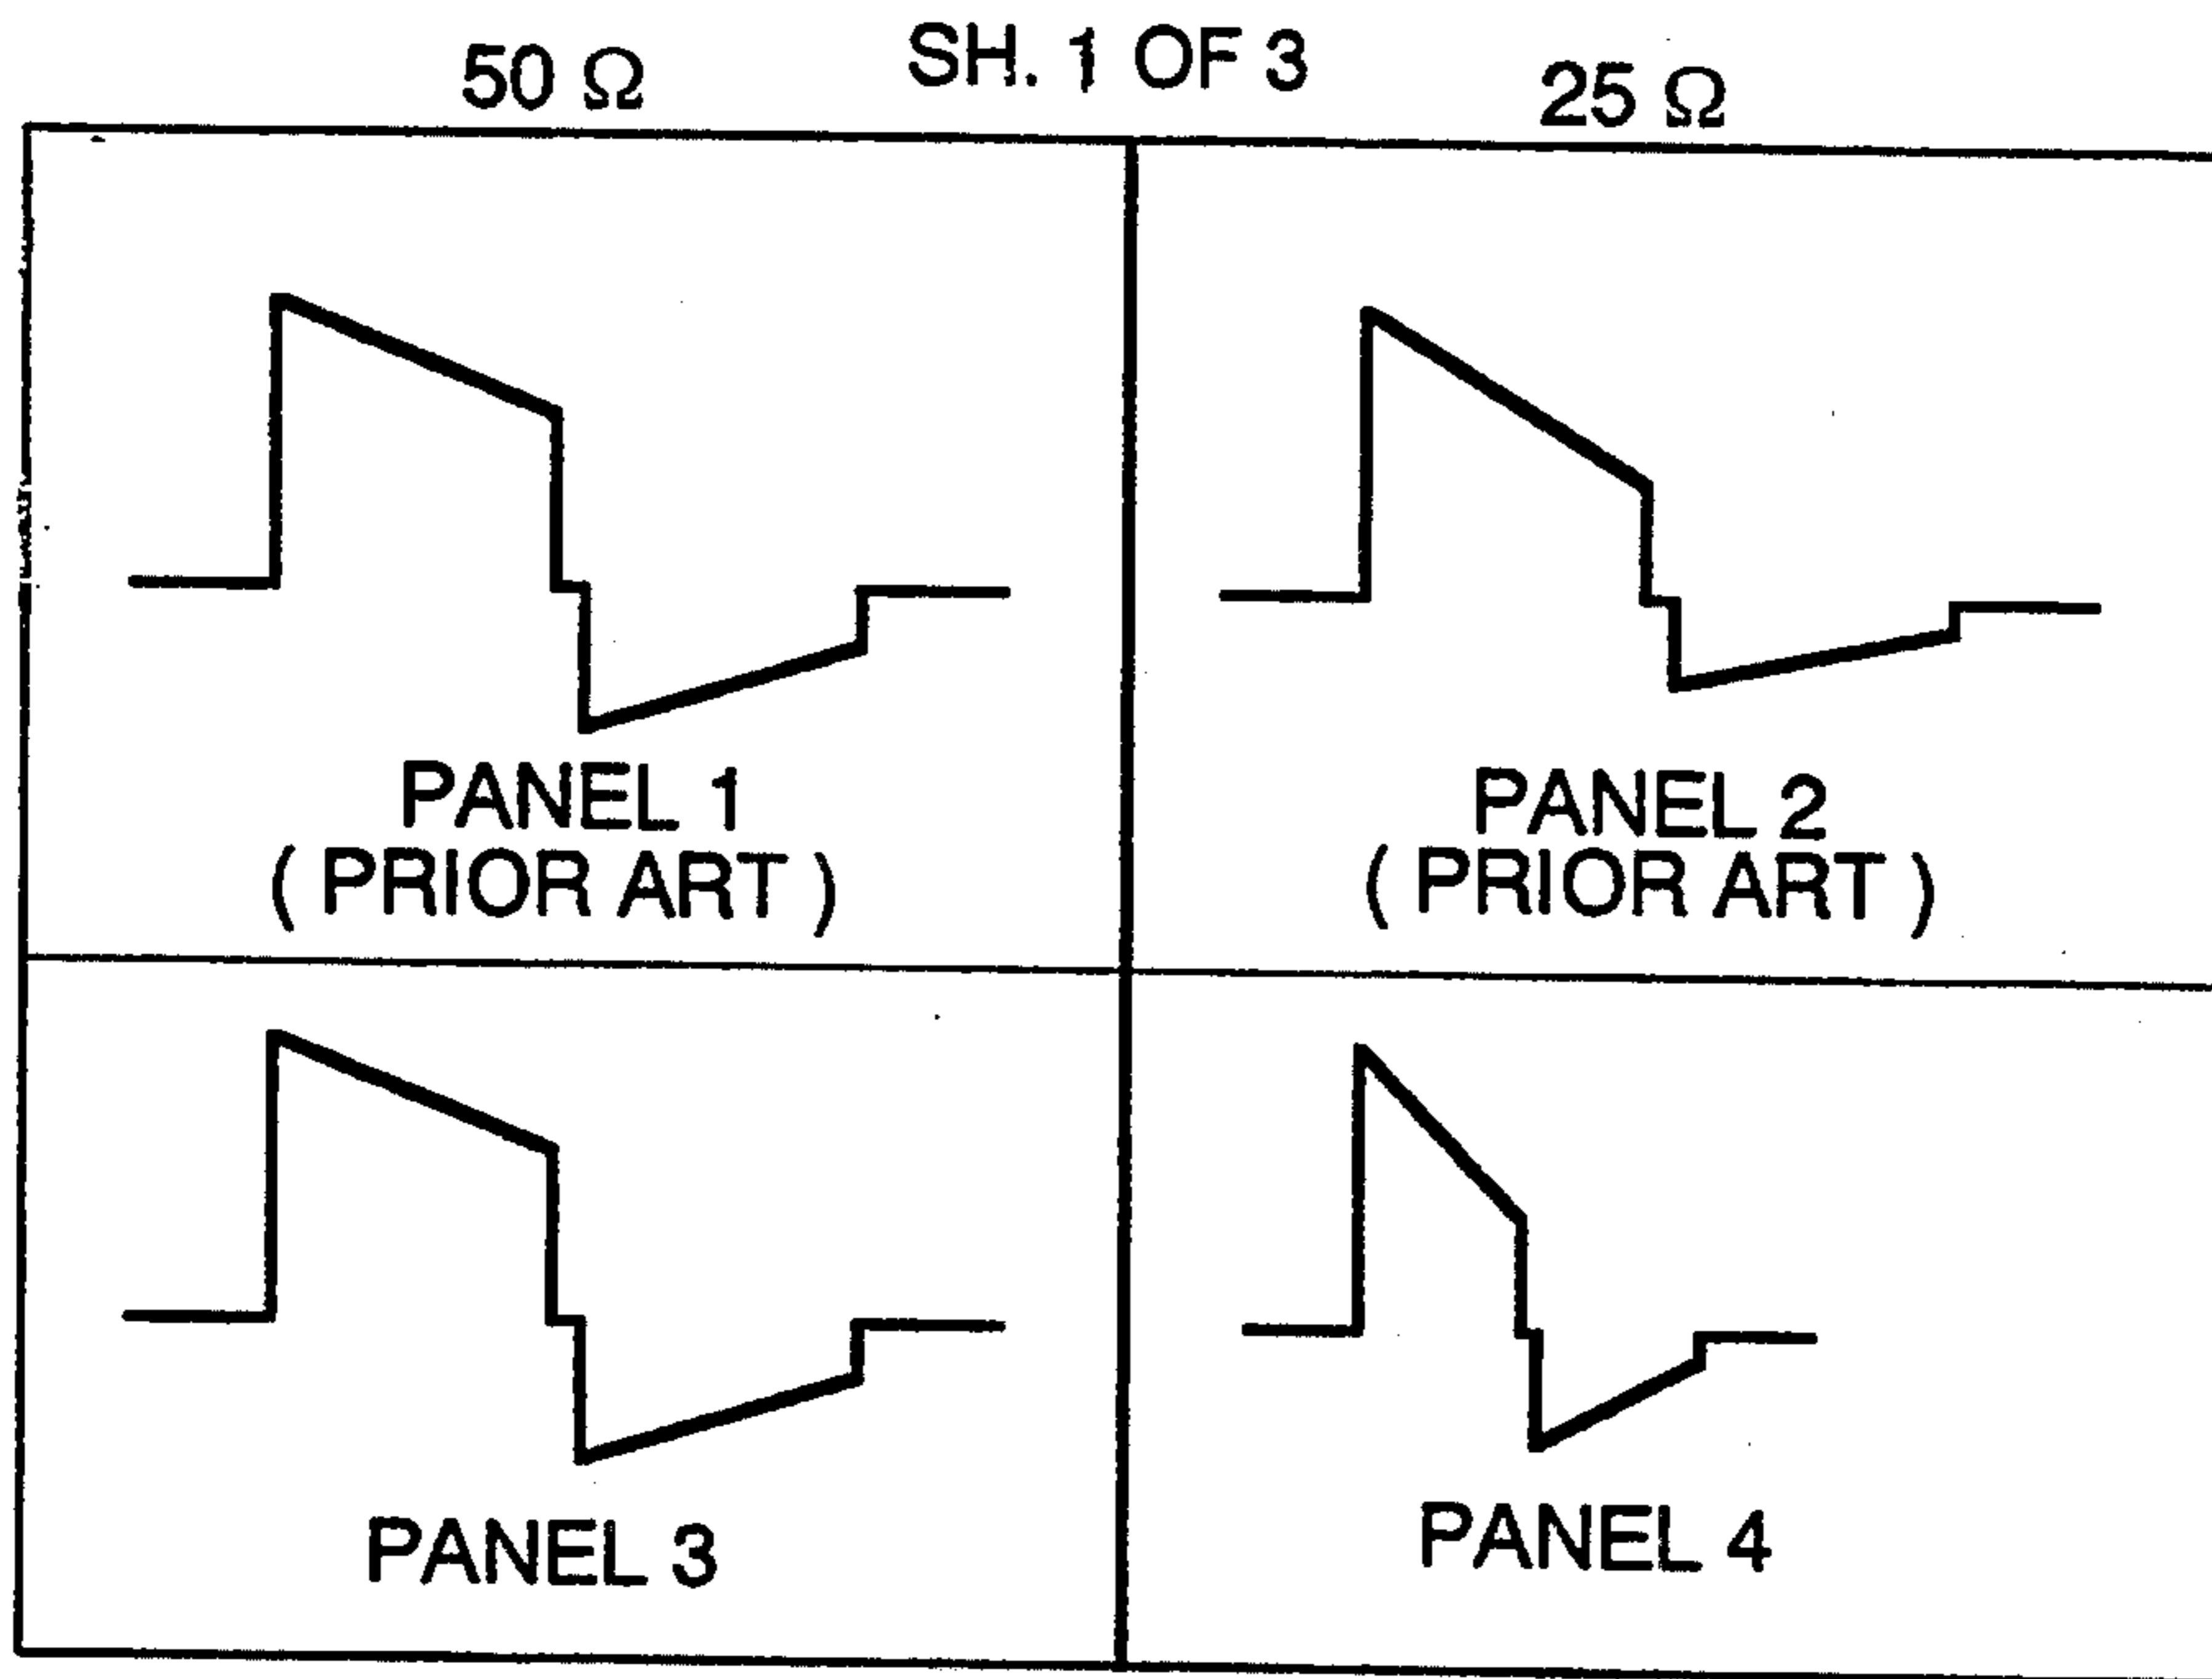 SH. 1 OF 3
50 Ω
25 Ω
PANEL 1
( PRIOR ART )
PANEL 2
( PRIOR ART )
PANEL 3
PANEL 4